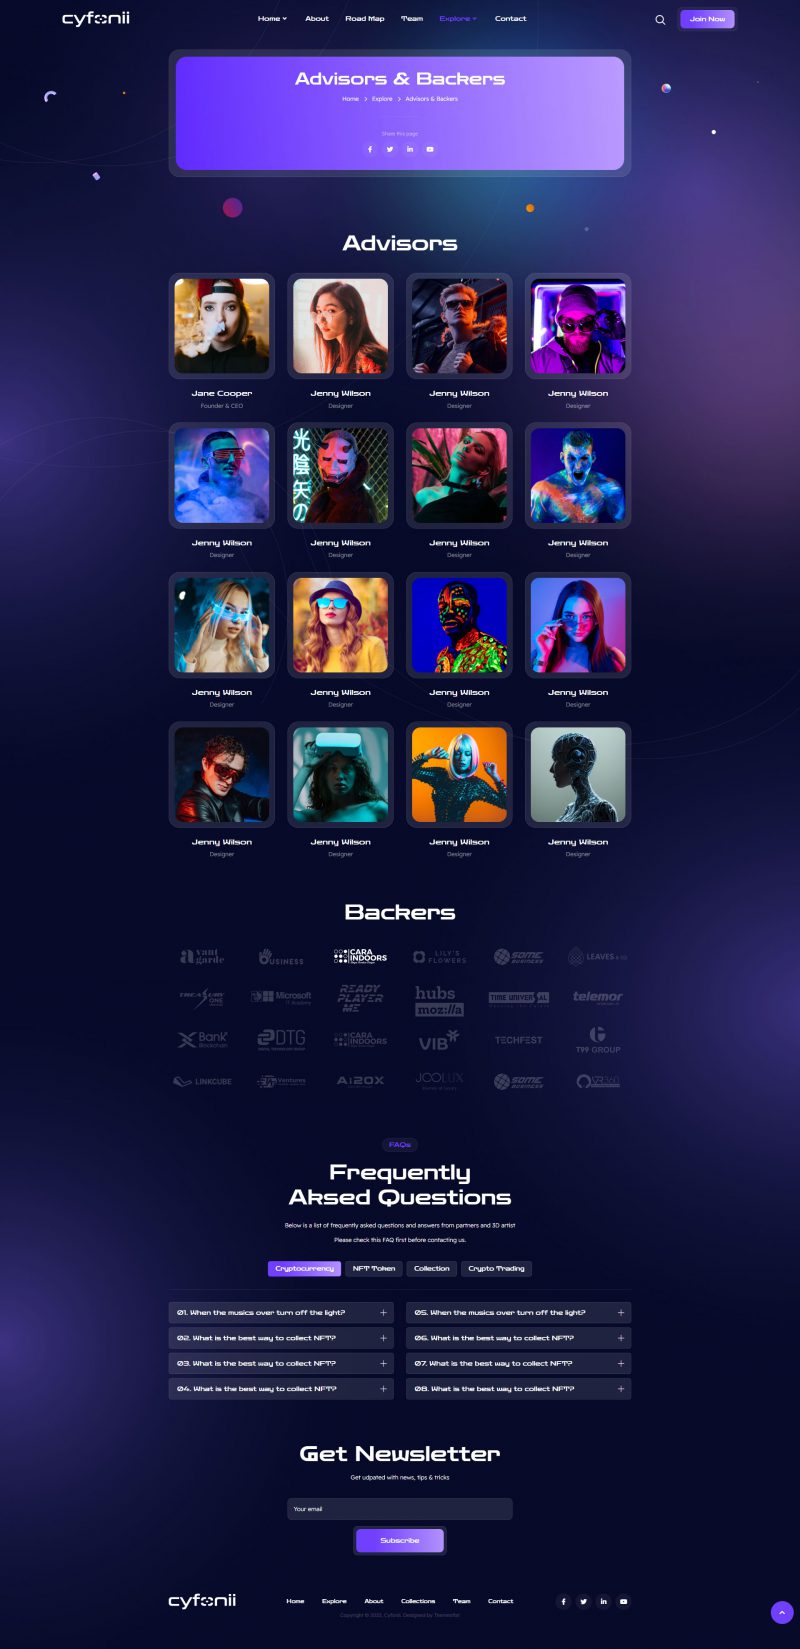 cyfonii
Home About Road Map Team Explore Contact
Join Now
Advisors & Backers
Home > Explore > Advisors & Backers
Share this page
Advisors
Jane Cooper Jenny Wilson Jenny Wilson Jenny Wilson
Founder & CEO Designer Designer Designer
光陰矢の
Jenny Wilson Jenny Wilson Jenny Wilson Jenny Wilson
Designer Designer Designer Designer
Jenny Wilson Jenny Wilson Jenny Wilson Jenny Wilson
Designer Designer Designer Designer
Jenny Wilson Jenny Wilson Jenny Wilson Jenny Wilson
Designer Designer Designer Designer
Backers
avant garde BUSINESS CARA INDOORS LILY'S FLOWERS SOME BUSINESS LEAVES & CO
ONE Microsoft READY PLAYER ME hubs moz://a TIME UNIVERSAL telemor
Bank Blockchain DTG CARA INDOORS VIB TECHFEST T99 GROUP
LINKCUBE Ventures Ai20X JOOLUX SOME BUSINESS VR360
FAQs
Frequently
Aksed Questions
Below is a list of frequently asked questions and answers from partners and 3D artist
Please check this FAQ first before contacting us.
Cryptocurrency NFT Token Collection Crypto Trading
01. When the musics over turn off the light? +
05. When the musics over turn off the light? +
02. What is the best way to collect NFT? +
06. What is the best way to collect NFT? +
03. What is the best way to collect NFT? +
07. What is the best way to collect NFT? +
04. What is the best way to collect NFT? +
08. What is the best way to collect NFT? +
Get Newsletter
Get udpated with news, tips & tricks
Your email
Subscribe
cyfonii
Home Explore About Collections Team Contact
Copyright © 2022, Cyfonii. Designed by Themesflat